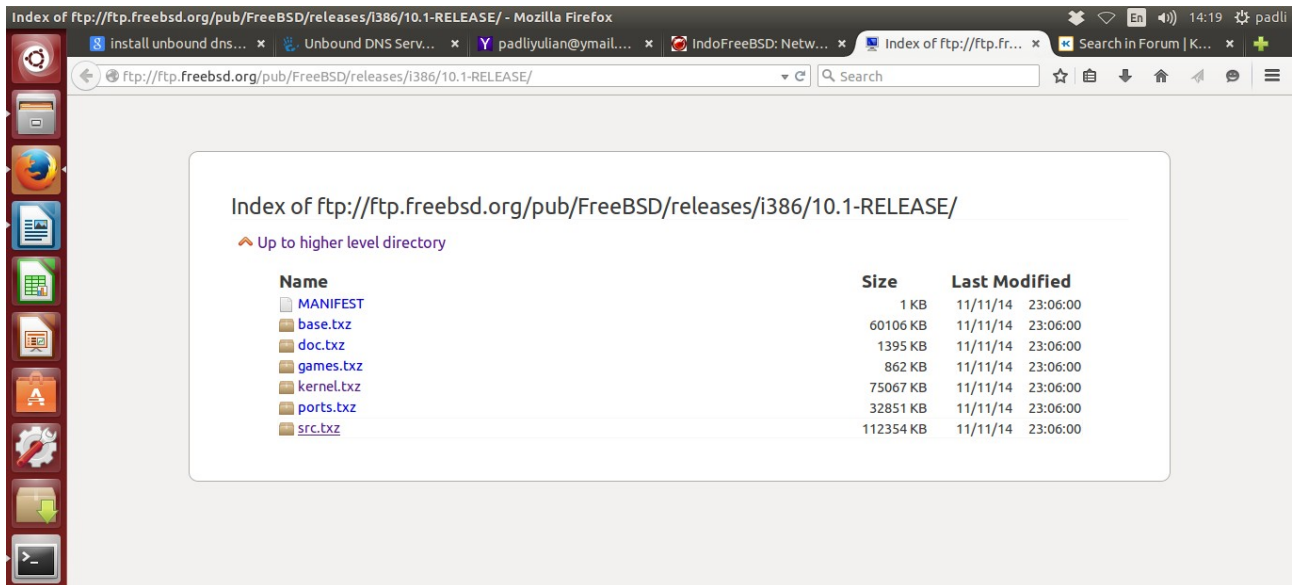 Index of ftp://ftp.freebsd.org/pub/FreeBSD/releases/i386/10.1-RELEASE/ - Mozilla Firefox En 14:19 padli
install unbound dns... Unbound DNS Serv... padliyulian@ymail.... IndoFreeBSD: Netw... Index of ftp://ftp.fr... Search in Forum | K...
ftp://ftp.freebsd.org/pub/FreeBSD/releases/i386/10.1-RELEASE/ Search
Index of ftp://ftp.freebsd.org/pub/FreeBSD/releases/i386/10.1-RELEASE/
Up to higher level directory
Name Size Last Modified
MANIFEST 1 KB 11/11/14 23:06:00
base.txz 60106 KB 11/11/14 23:06:00
doc.txz 1395 KB 11/11/14 23:06:00
games.txz 862 KB 11/11/14 23:06:00
kernel.txz 75067 KB 11/11/14 23:06:00
ports.txz 32851 KB 11/11/14 23:06:00
src.txz 112354 KB 11/11/14 23:06:00